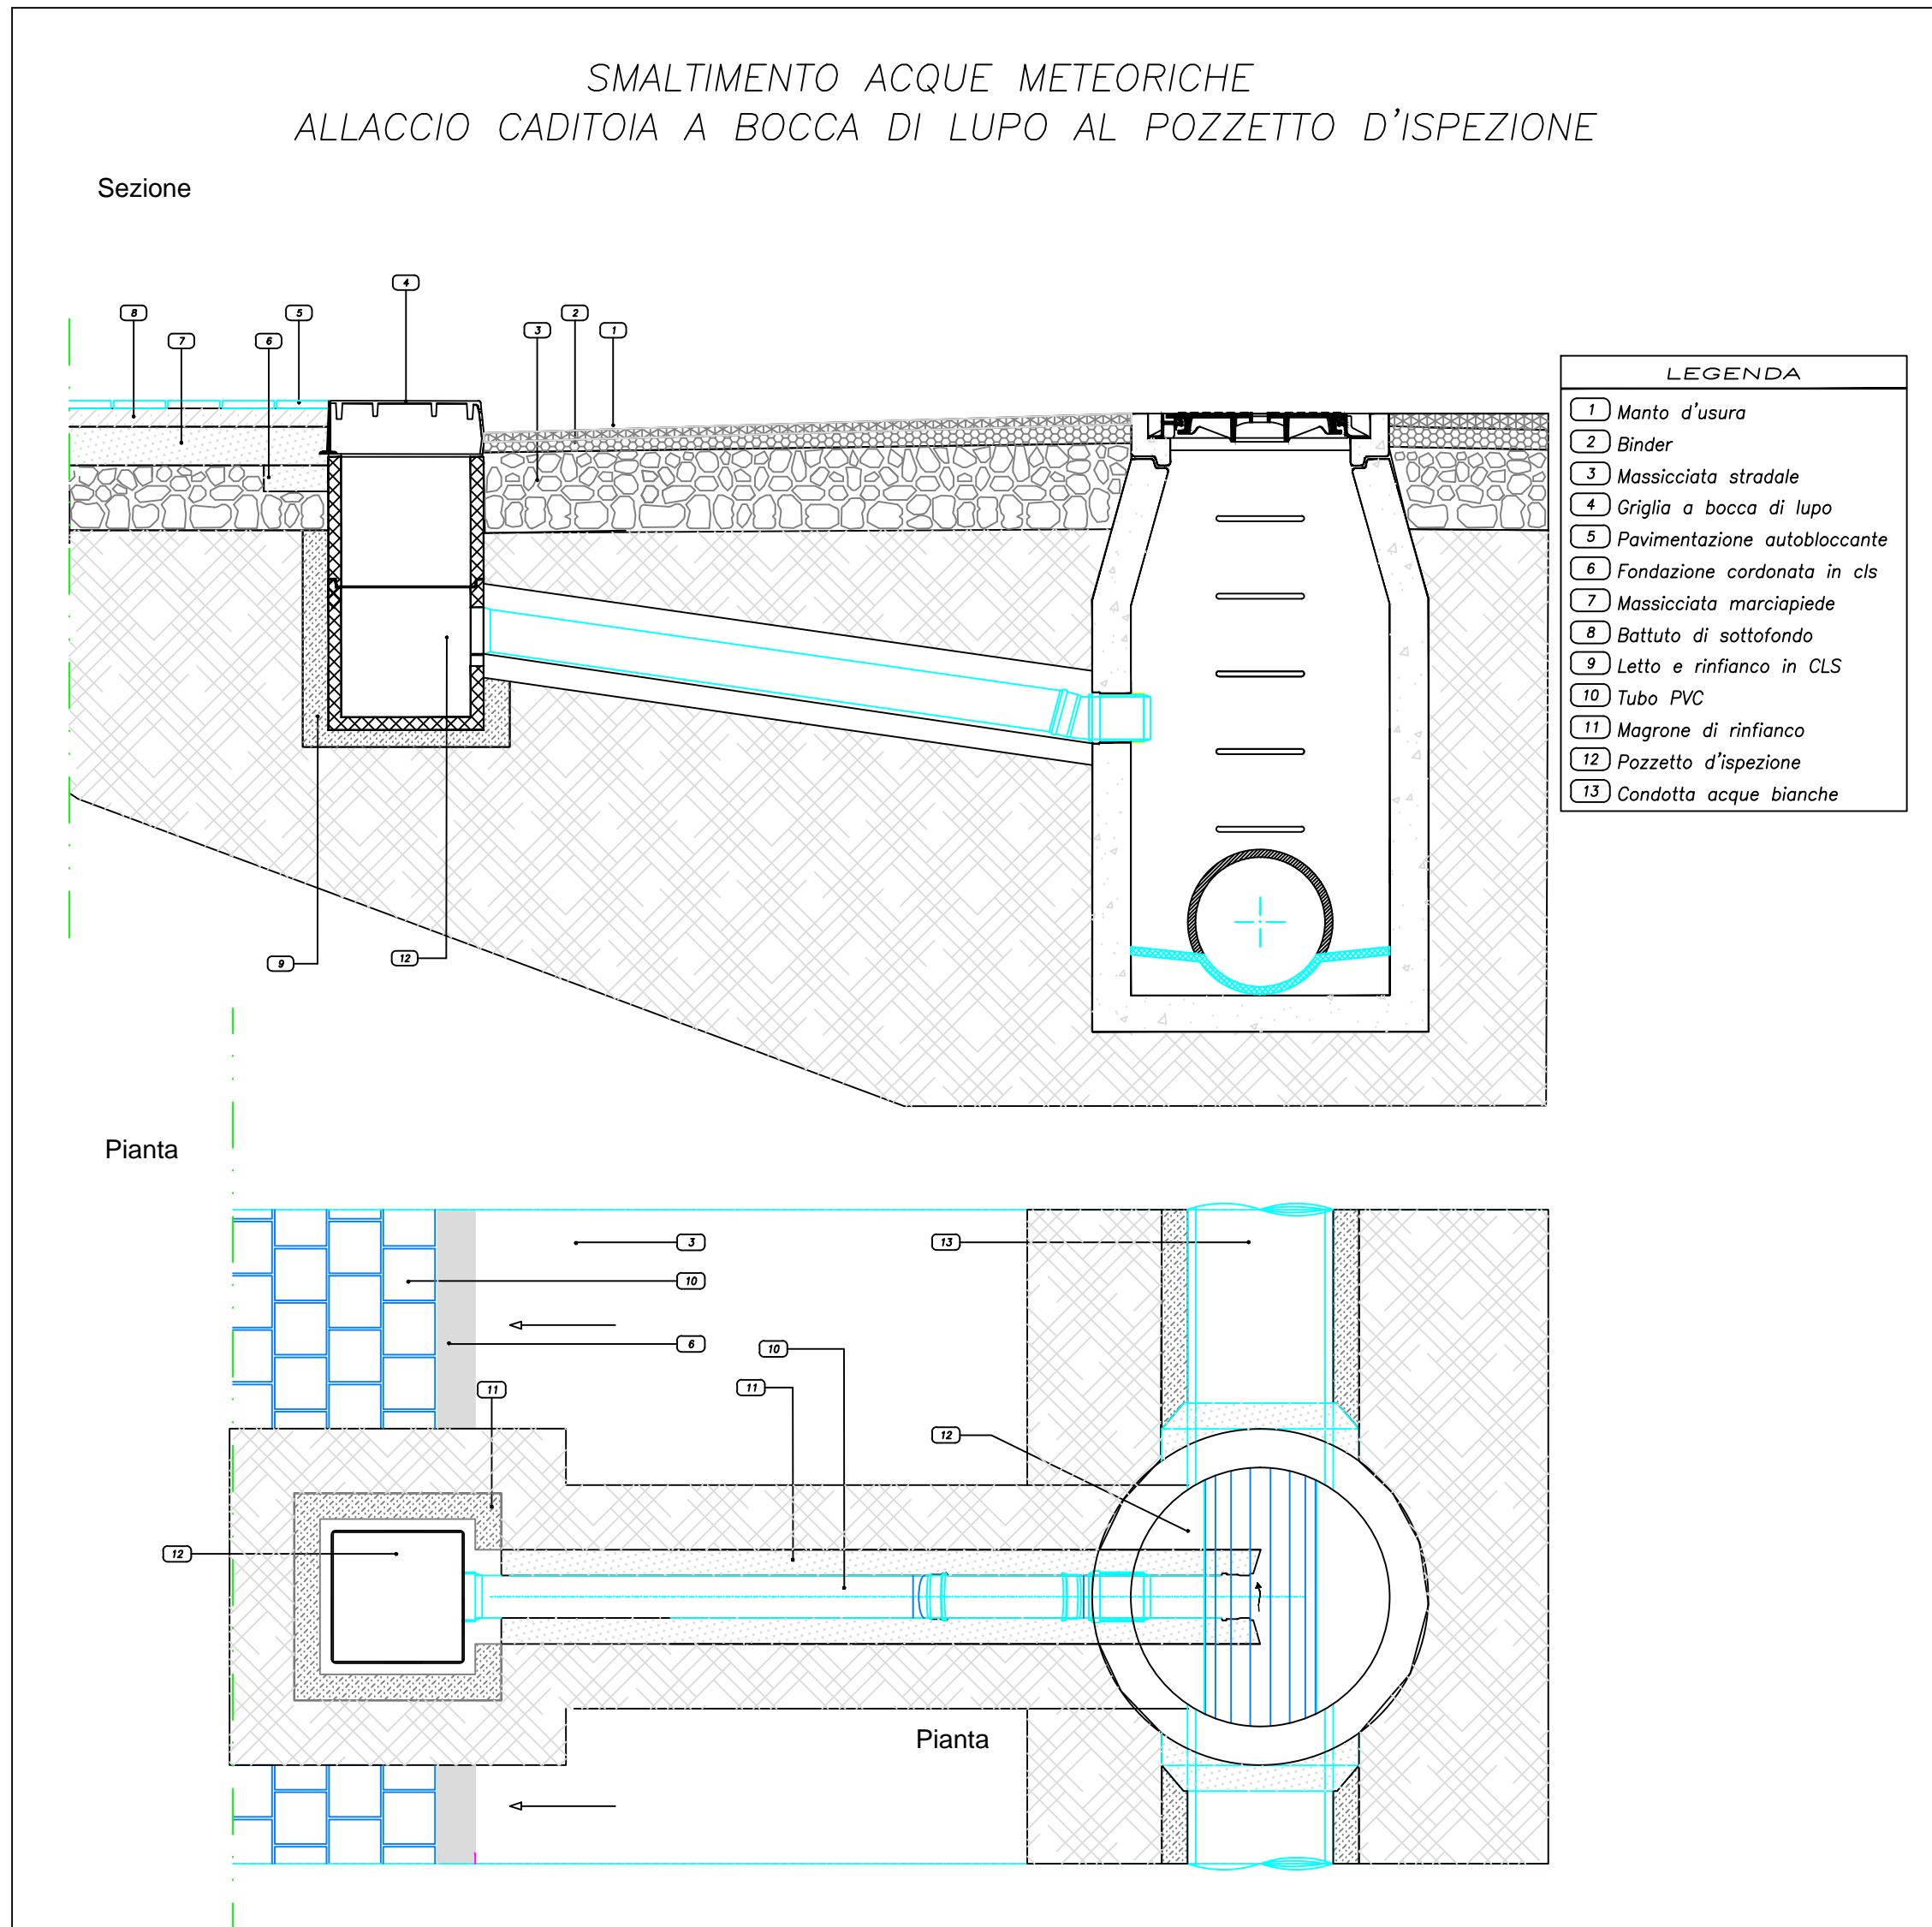 SMALTIMENTO ACQUE METEORICHE
ALLACCIO CADITOIA A BOCCA DI LUPO AL POZZETTO D'ISPEZIONE
Sezione
4
8
5
2
3
1
7
6
LEGENDA
1 Manto d'usura
2 Binder
3 Massicciata stradale
4 Griglia a bocca di lupo
5 Pavimentazione autobloccante
6 Fondazione cordonata in cls
7 Massicciata marciapiede
8 Battuto di sottofondo
9 Letto e rinfianco in CLS
10 Tubo PVC
11 Magrone di rinfianco
12 Pozzetto d'ispezione
13 Condotta acque bianche
9
12
Pianta
3
13
10
6
10
11
11
12
12
Pianta